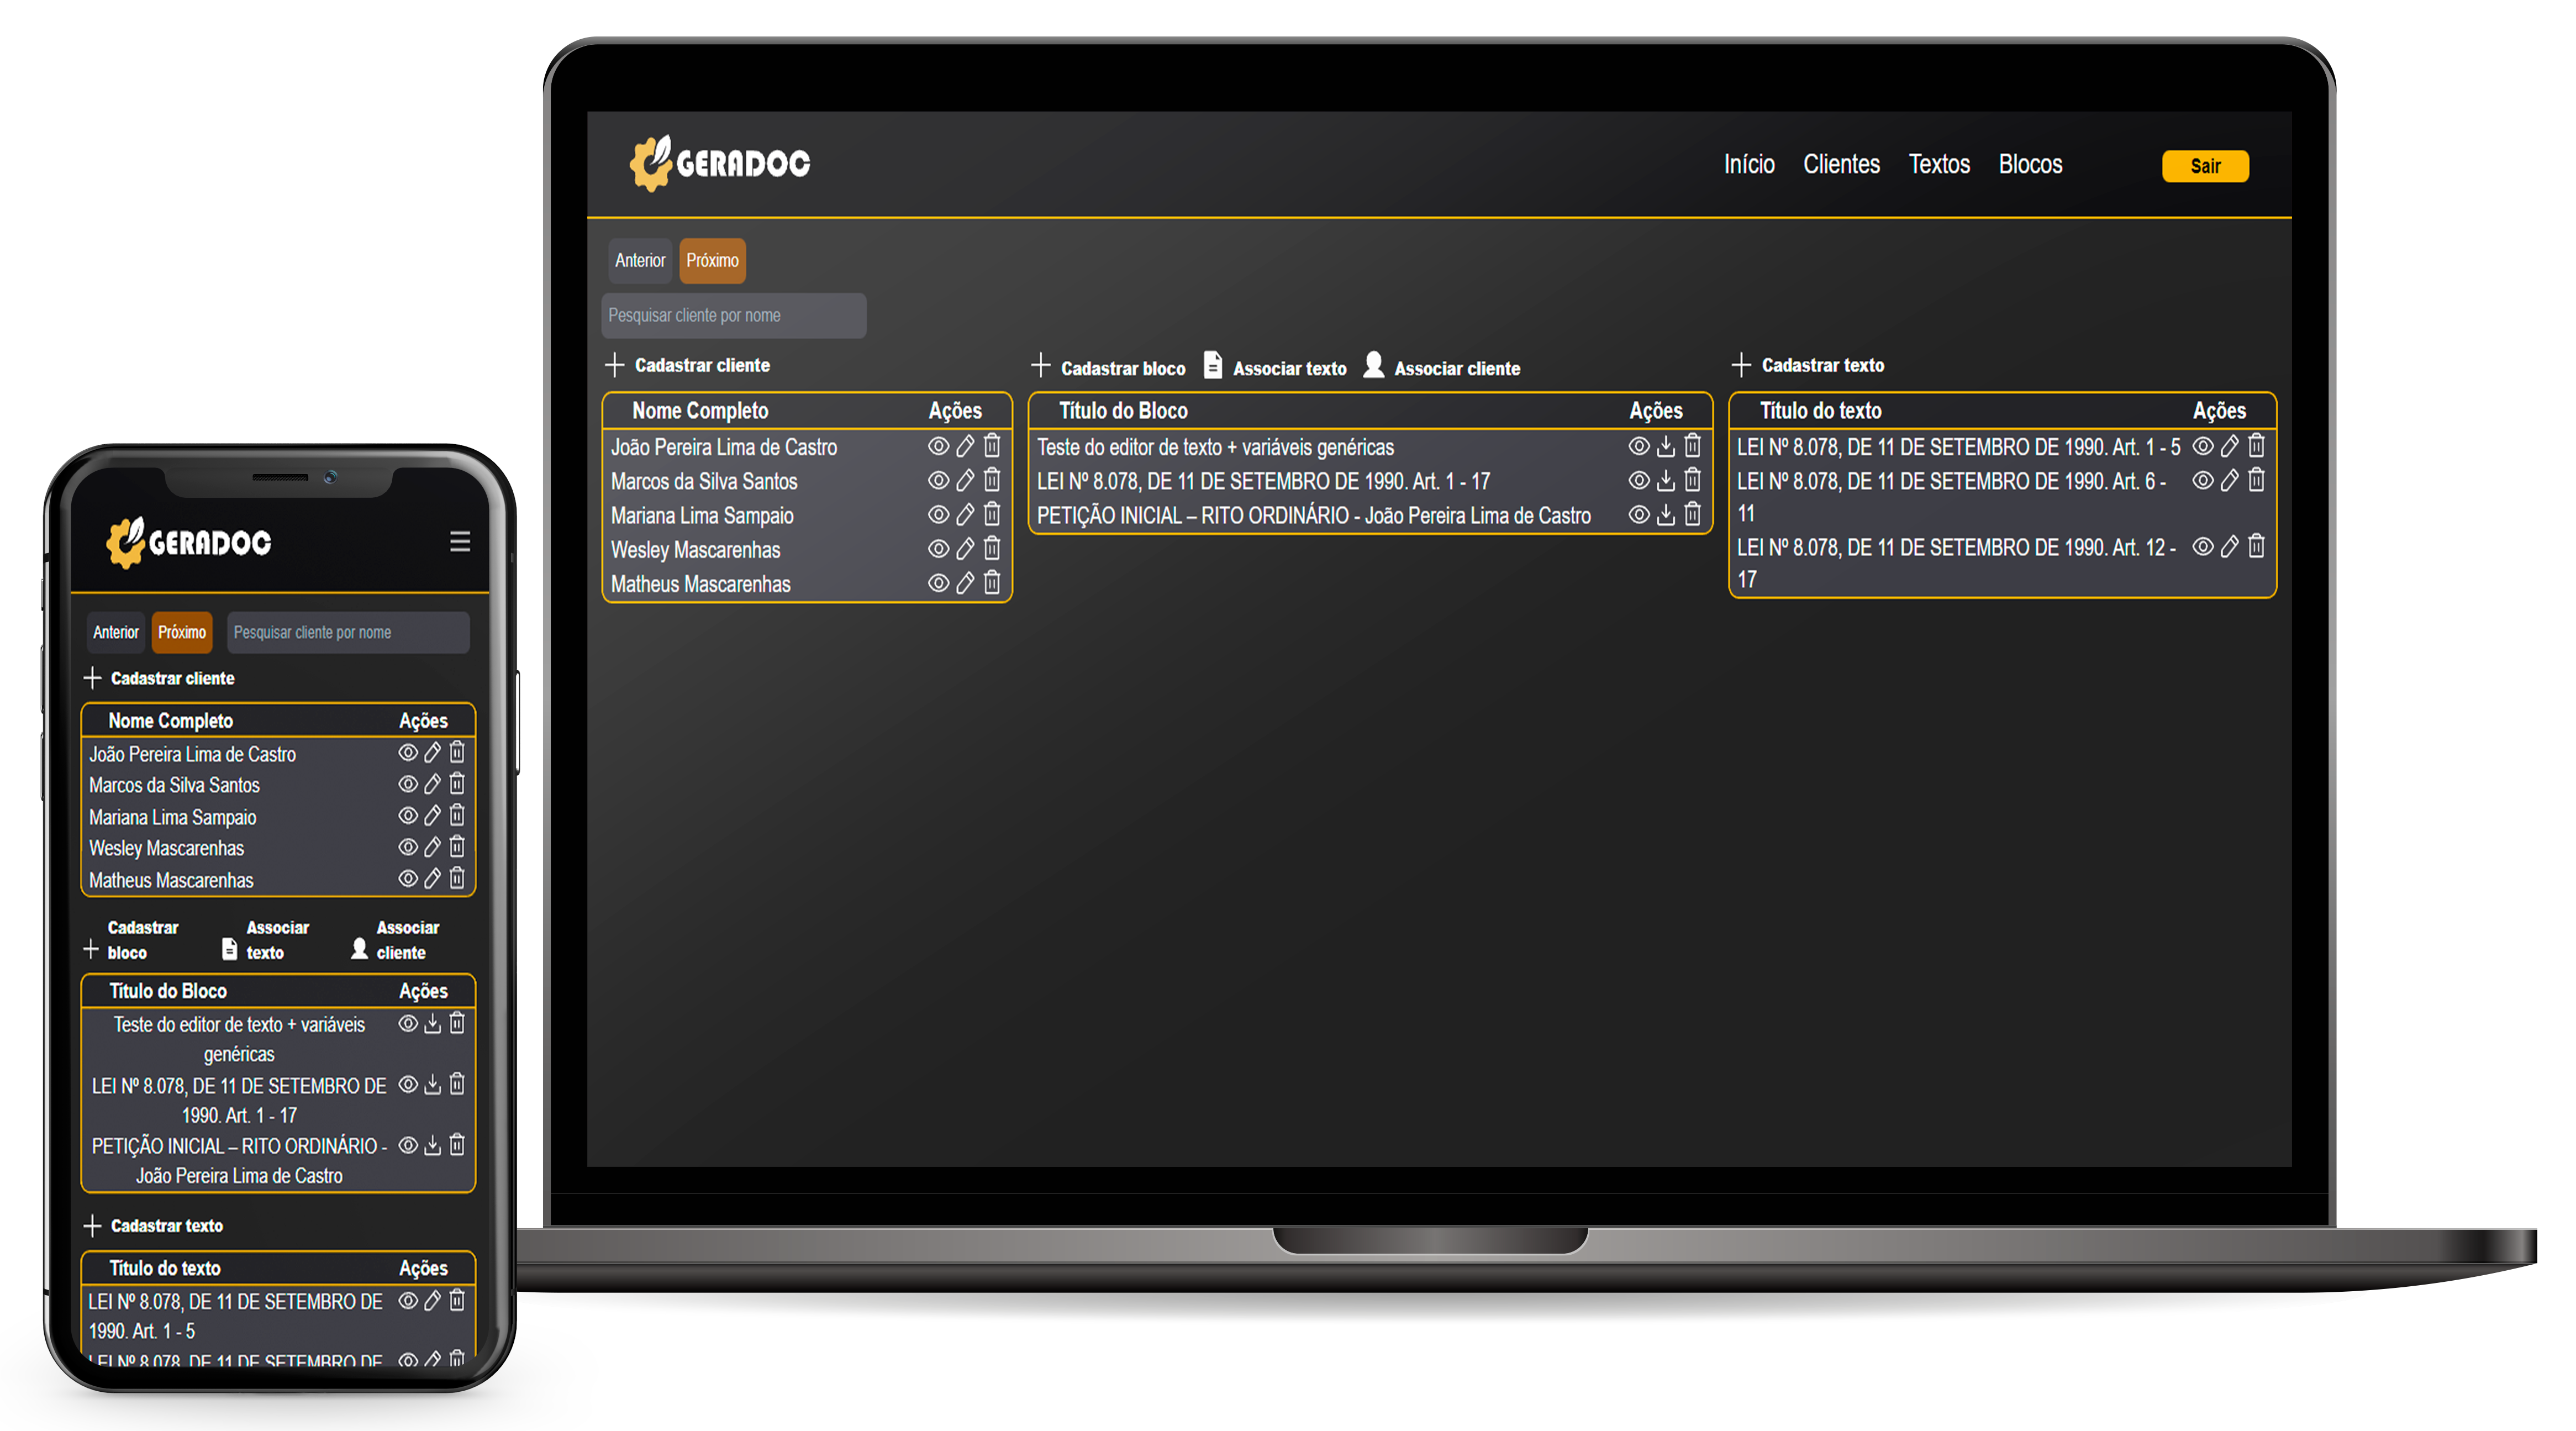 GERADOC
Início Clientes Textos Blocos Sair
Anterior Próximo
Pesquisar cliente por nome
Cadastrar cliente
Nome Completo Ações
João Pereira Lima de Castro
Marcos da Silva Santos
Mariana Lima Sampaio
Wesley Mascarenhas
Matheus Mascarenhas
Cadastrar bloco Associar texto Associar cliente
Título do Bloco Ações
Teste do editor de texto + variáveis genéricas
LEI Nº 8.078, DE 11 DE SETEMBRO DE 1990. Art. 1 - 17
PETIÇÃO INICIAL – RITO ORDINÁRIO - João Pereira Lima de Castro
Cadastrar texto
Título do texto Ações
LEI Nº 8.078, DE 11 DE SETEMBRO DE 1990. Art. 1 - 5
LEI Nº 8.078, DE 11 DE SETEMBRO DE 1990. Art. 6 -
11
LEI Nº 8.078, DE 11 DE SETEMBRO DE 1990. Art. 12 -
17
GERADOC
Anterior Próximo Pesquisar cliente por nome
Cadastrar cliente
Nome Completo Ações
João Pereira Lima de Castro
Marcos da Silva Santos
Mariana Lima Sampaio
Wesley Mascarenhas
Matheus Mascarenhas
Cadastrar
bloco
Associar
texto
Associar
cliente
Título do Bloco Ações
Teste do editor de texto + variáveis
genéricas
LEI Nº 8.078, DE 11 DE SETEMBRO DE
1990. Art. 1 - 17
PETIÇÃO INICIAL – RITO ORDINÁRIO -
João Pereira Lima de Castro
Cadastrar texto
Título do texto Ações
LEI Nº 8.078, DE 11 DE SETEMBRO DE
1990. Art. 1 - 5
LEI Nº 8.078, DE 11 DE SETEMBRO DE